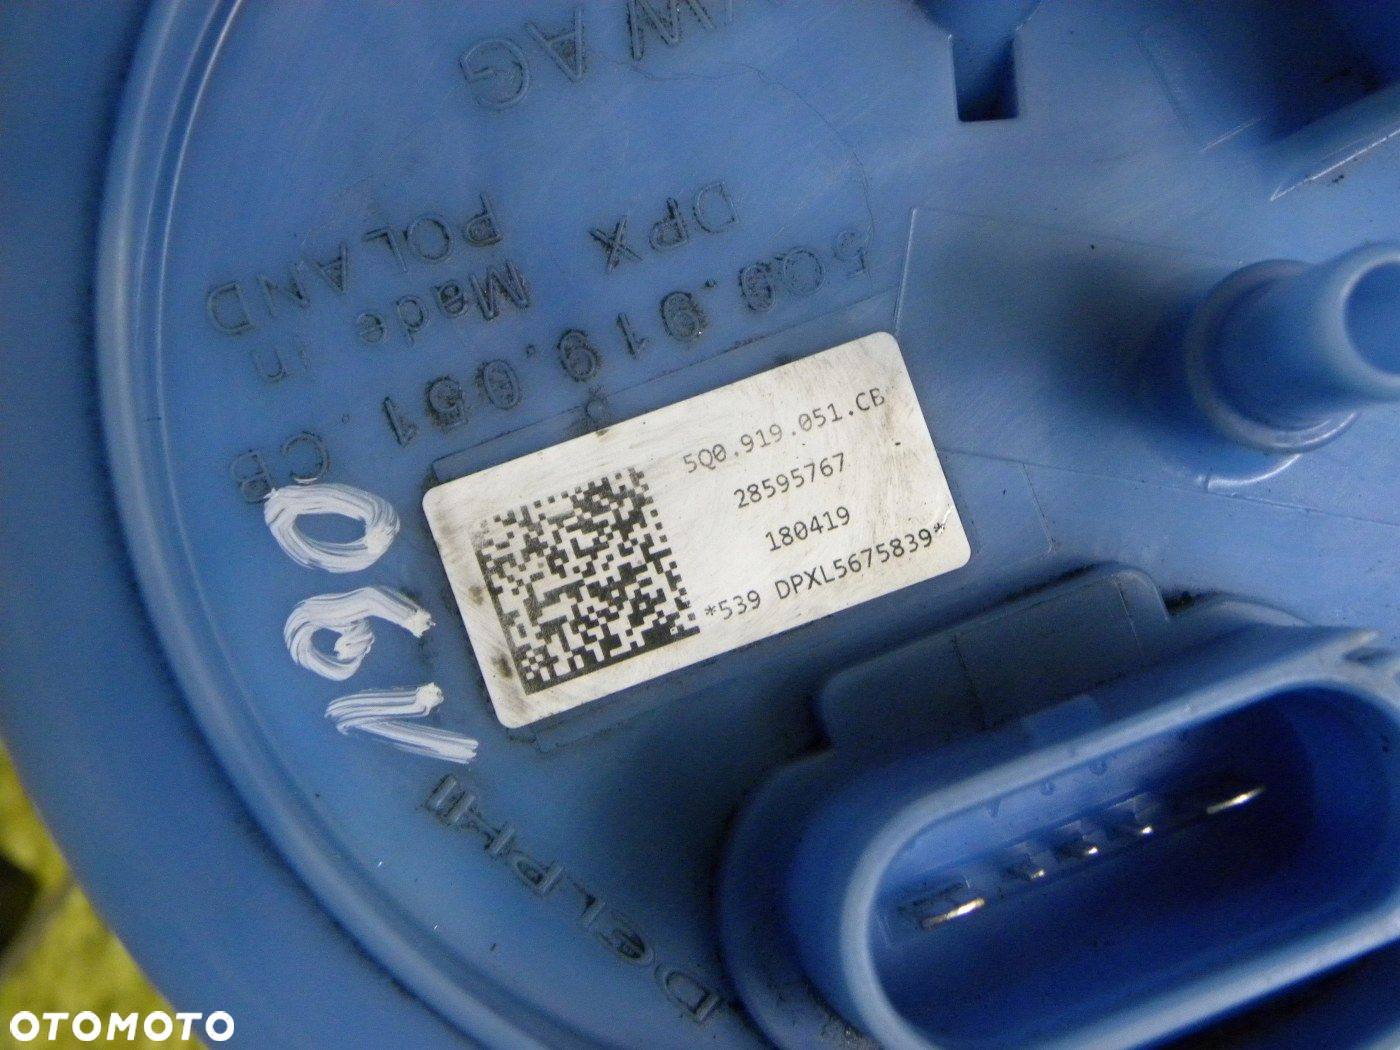 VW AG
DPX
Made in
POLAND
5Q0.919.051.CB
5Q0.919.051.CB
28595767
180419
*539 DPXL5675839*
DELPHI
OTOMOTO